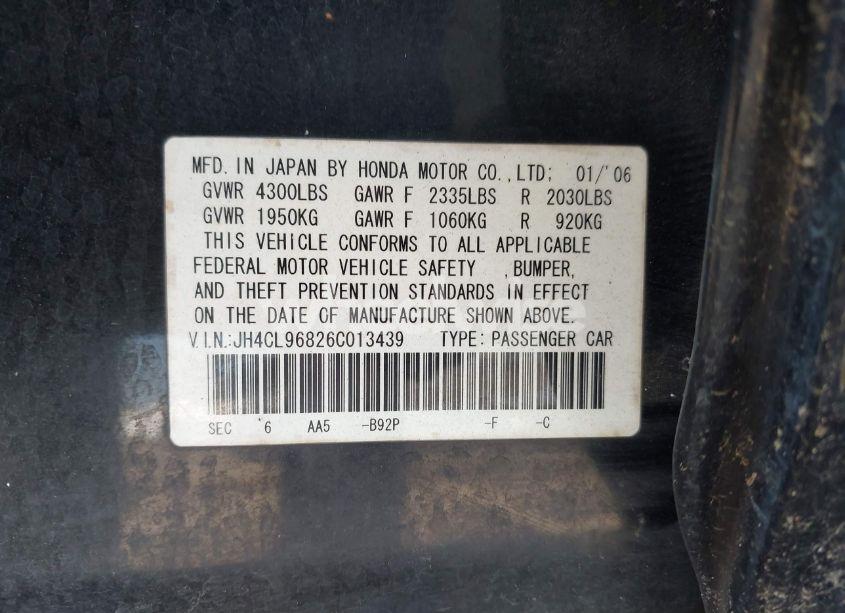 MFD. IN JAPAN BY HONDA MOTOR CO.,LTD; 01/'06
GVWR 4300LBS GAWR F 2335LBS R 2030LBS
GVWR 1950KG GAWR F 1060KG R 920KG
THIS VEHICLE CONFORMS TO ALL APPLICABLE
FEDERAL MOTOR VEHICLE SAFETY ,BUMPER,
AND THEFT PREVENTION STANDARDS IN EFFECT
ON THE DATE OF MANUFACTURE SHOWN ABOVE.
V.I.N.:JH4CL96826C013439 TYPE: PASSENGER CAR
SEC '6 AA5 -B92P -F -C